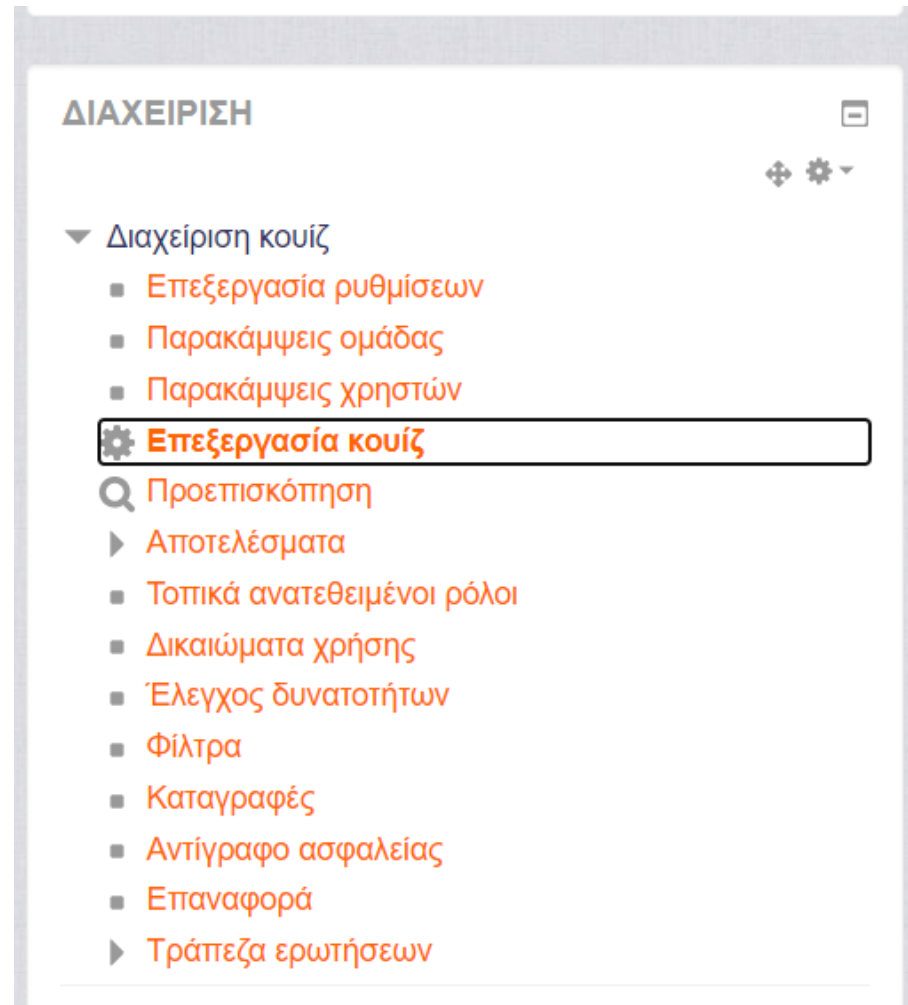 ΔΙΑΧΕΙΡΙΣΗ
Διαχείριση κουίζ
Επεξεργασία ρυθμίσεων
Παρακάμψεις ομάδας
Παρακάμψεις χρηστών
Επεξεργασία κουίζ
Προεπισκόπηση
Αποτελέσματα
Τοπικά ανατεθειμένοι ρόλοι
Δικαιώματα χρήσης
Έλεγχος δυνατοτήτων
Φίλτρα
Καταγραφές
Αντίγραφο ασφαλείας
Επαναφορά
Τράπεζα ερωτήσεων